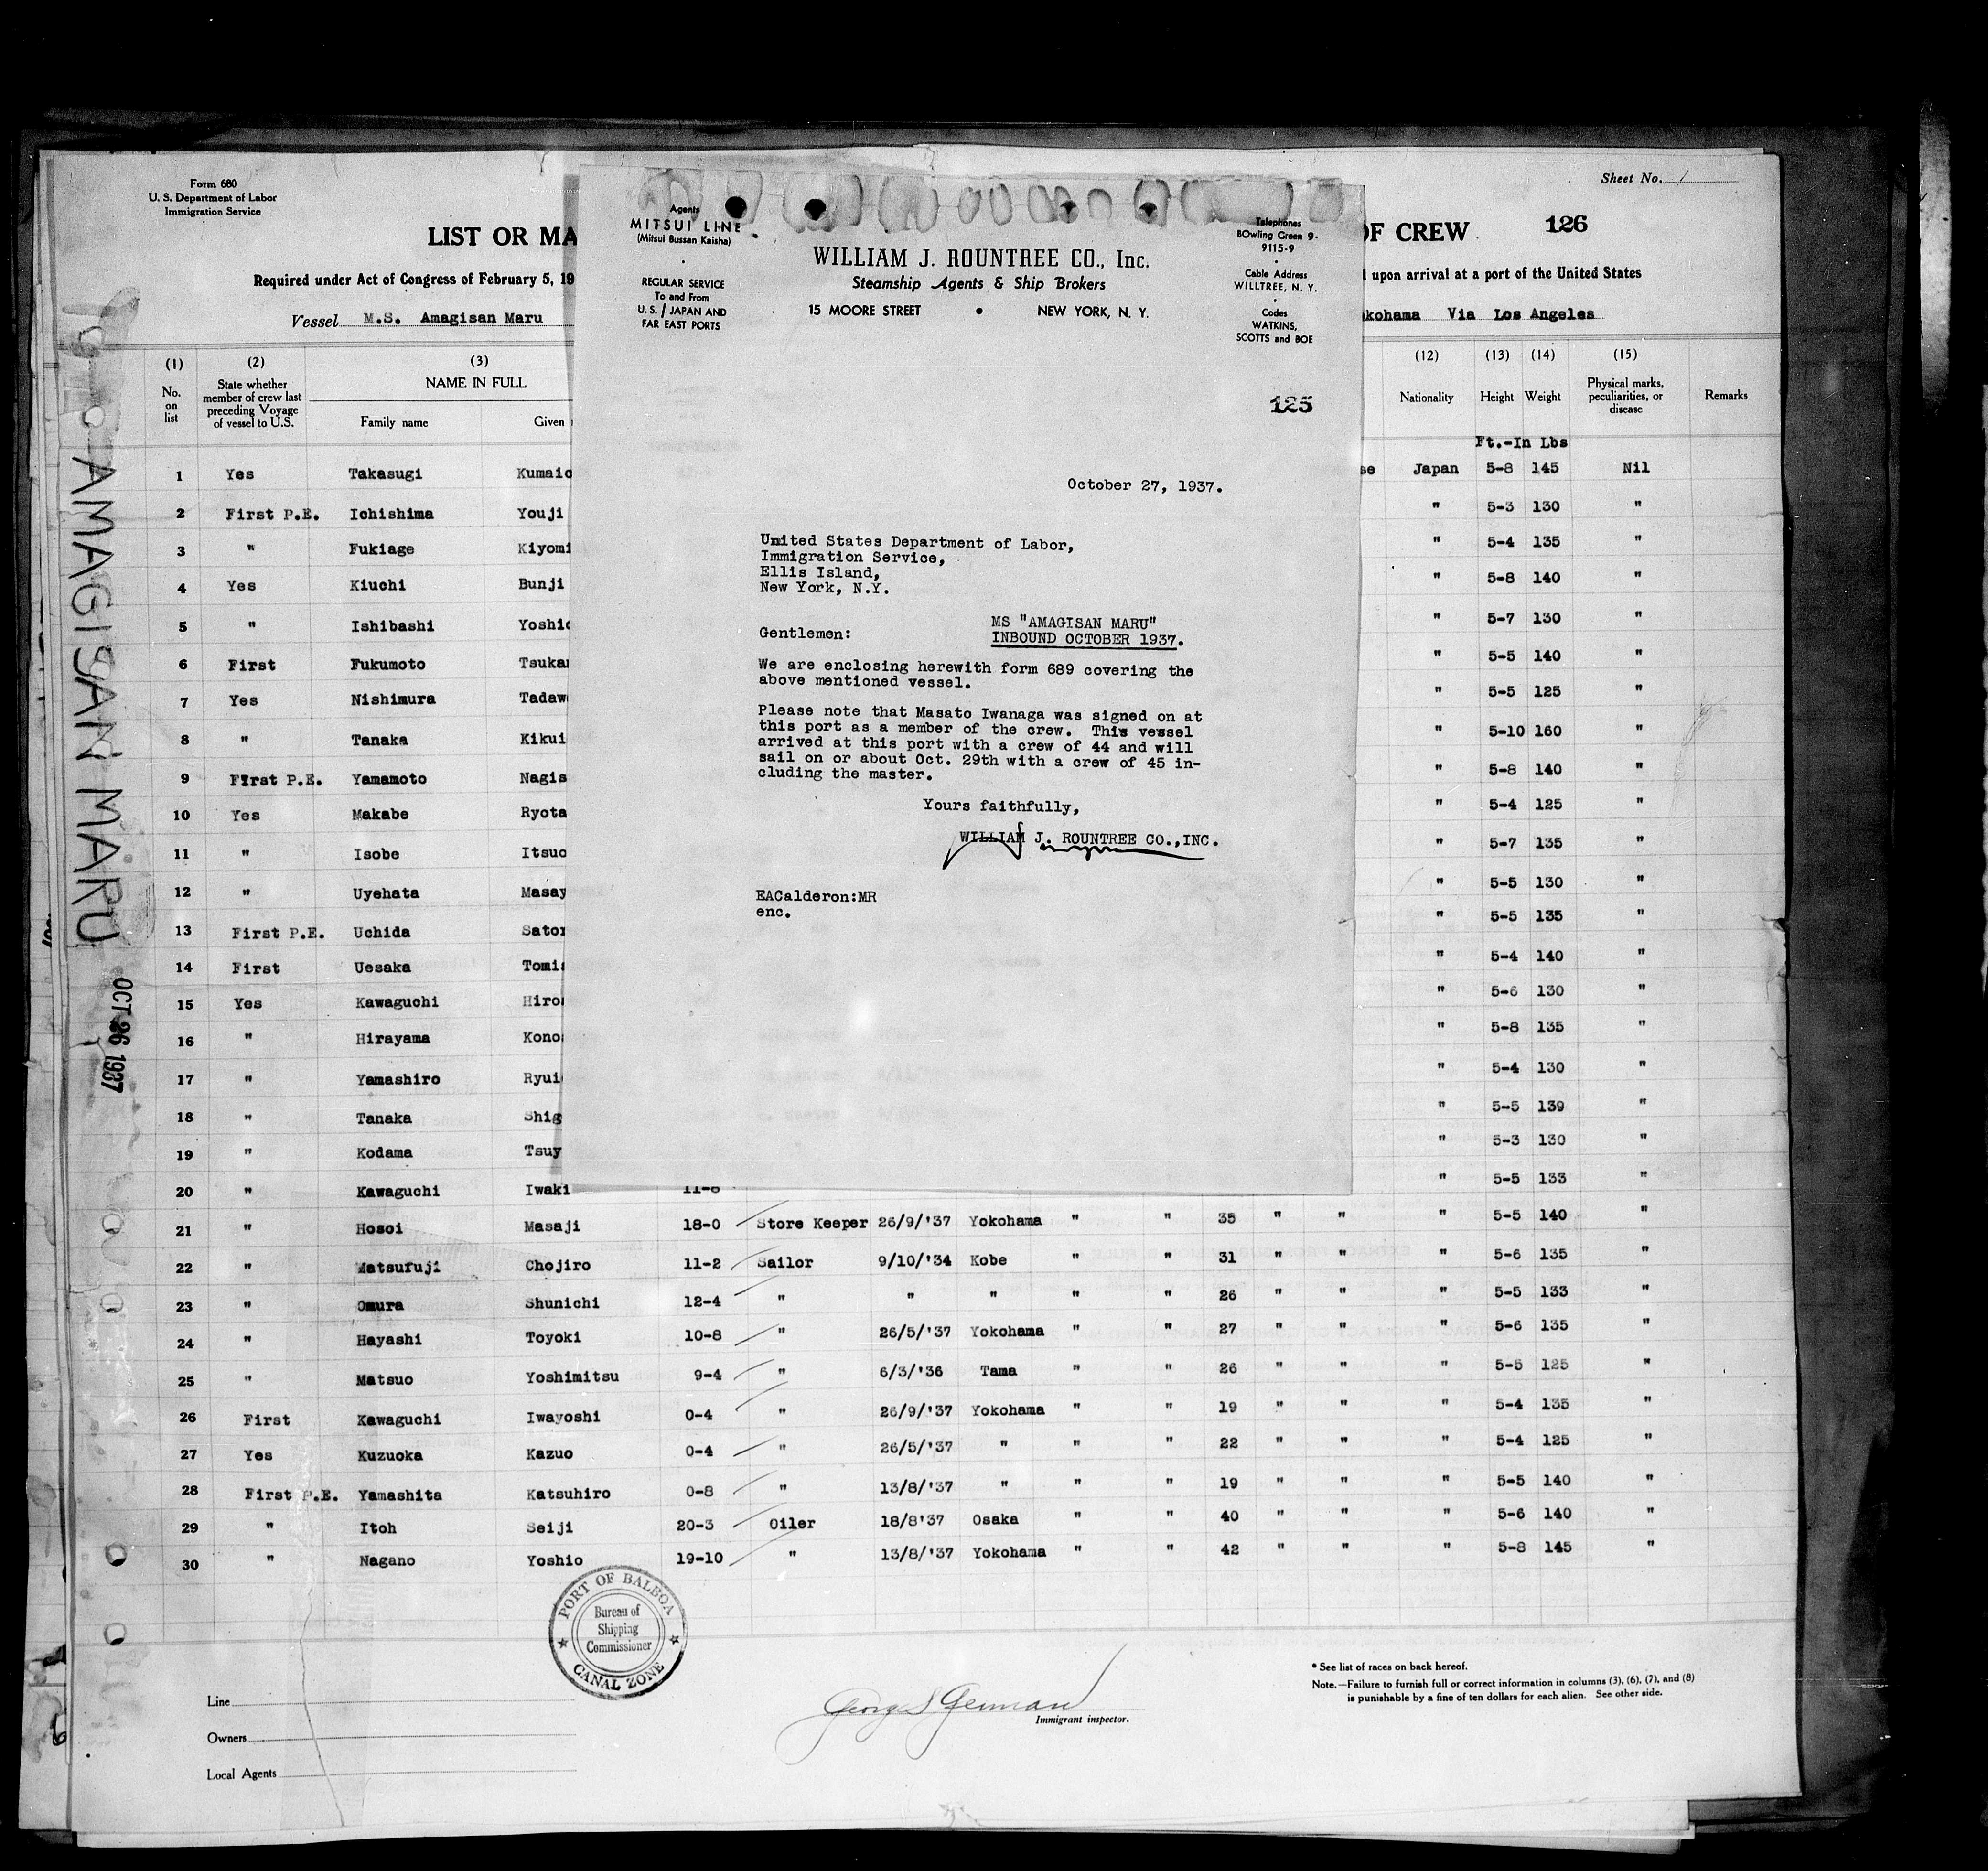 Form 680
U. S. Department of Labor
Immigration Service
Sheet No. 1
LIST OR MA
OF CREW 126
Required under Act of Congress of February 5, 19
upon arrival at a port of the United States
Vessel M.S. Amagisan Maru
kohama Via Los Angeles
(1) (2) (3) (12) (13) (14) (15)
No. on list
State whether member of crew last preceding Voyage of vessel to U.S.
NAME IN FULL
Family name Given
Nationality Height Weight Physical marks, peculiarities, or disease Remarks
Ft.-In Lbs
1 Yes Takasugi Kumaic se Japan 5-8 145 Nil
2 First P.E. Ichishima Youji " 5-3 130 "
3 " Fukiage Kiyomi " 5-4 135 "
4 Yes Kiuchi Bunji " 5-8 140 "
5 " Ishibashi Yoshic " 5-7 130 "
6 First Fukumoto Tsukar " 5-5 140 "
7 Yes Nishimura Tadaw " 5-5 125 "
8 " Tanaka Kikui " 5-10 160 "
9 First P.E. Yamamoto Nagis " 5-8 140 "
10 Yes Makabe Ryota " 5-4 125 "
11 " Isobe Itsuo " 5-7 135 "
12 " Uyehata Masay " 5-5 130 "
13 First P.E. Uchida Sator " 5-5 135 "
14 First Uesaka Tomi " 5-4 140 "
15 Yes Kawaguchi Hiro " 5-6 130 "
16 " Hirayama Kono " 5-8 135 "
17 " Yamashiro Ryui " 5-4 130 "
18 " Tanaka Shig " 5-5 139 "
19 " Kodama Tsuy " 5-3 130 "
20 " Kawaguchi Iwaki 11-8 " 5-5 133 "
21 " Hosoi Masaji 18-0 Store Keeper 26/9/'37 Yokohama " " 35 " " " 5-5 140 "
22 " Matsufuji Chojiro 11-2 Sailor 9/10/'34 Kobe " " 31 " " " 5-6 135 "
23 " Omura Shunichi 12-4 " " " " " 26 " " " 5-5 133 "
24 " Hayashi Toyoki 10-8 " 26/5/'37 Yokohama " " 27 " " " 5-6 135 "
25 " Matsuo Yoshimitsu 9-4 " 6/3/'36 Tama " " 26 " " " 5-5 125 "
26 First Kawaguchi Iwayoshi 0-4 " 26/9/'37 Yokohama " " 19 " " " 5-4 135 "
27 Yes Kuzuoka Kazuo 0-4 " 26/5/'37 " " " 22 " " " 5-4 125 "
28 First P.E. Yamashita Katsuhiro 0-8 " 13/8/'37 " " " 19 " " " 5-5 140 "
29 " Itoh Seiji 20-3 Oiler 18/8'37 Osaka " " 40 " " " 5-6 140 "
30 " Nagano Yoshio 19-10 " 13/8/'37 Yokohama " " 42 " " " 5-8 145 "
PORT OF BALBOA
Bureau of
Shipping
Commissioner
CANAL ZONE
Line
Owners
Local Agents
George S German
Immigrant inspector.
* See list of races on back hereof.
Note.—Failure to furnish full or correct information in columns (3), (6), (7), and (8)
is punishable by a fine of ten dollars for each alien. See other side.
AMAGISAN MARU
OCT 26 1937
Agents
MITSUI LINE
(Mitsui Bussan Kaisha)
REGULAR SERVICE
To and From
U.S. / JAPAN AND
FAR EAST PORTS
WILLIAM J. ROUNTREE CO., Inc.
Steamship Agents & Ship Brokers
15 MOORE STREET • NEW YORK, N. Y.
Telephones
BOwling Green 9-
9115-9
Cable Address
WILLTREE, N. Y.
Codes
WATKINS,
SCOTTS and BOE
125
October 27, 1937.
United States Department of Labor,
Immigration Service,
Ellis Island,
New York, N.Y.
MS "AMAGISAN MARU"
Gentlemen:
INBOUND OCTOBER 1937.
We are enclosing herewith form 689 covering the
above mentioned vessel.
Please note that Masato Iwanaga was signed on at
this port as a member of the crew. This vessel
arrived at this port with a crew of 44 and will
sail on or about Oct. 29th with a crew of 45 in-
cluding the master.
Yours faithfully,
WILLIAM J. ROUNTREE CO.,INC.
EACalderon:MR
enc.